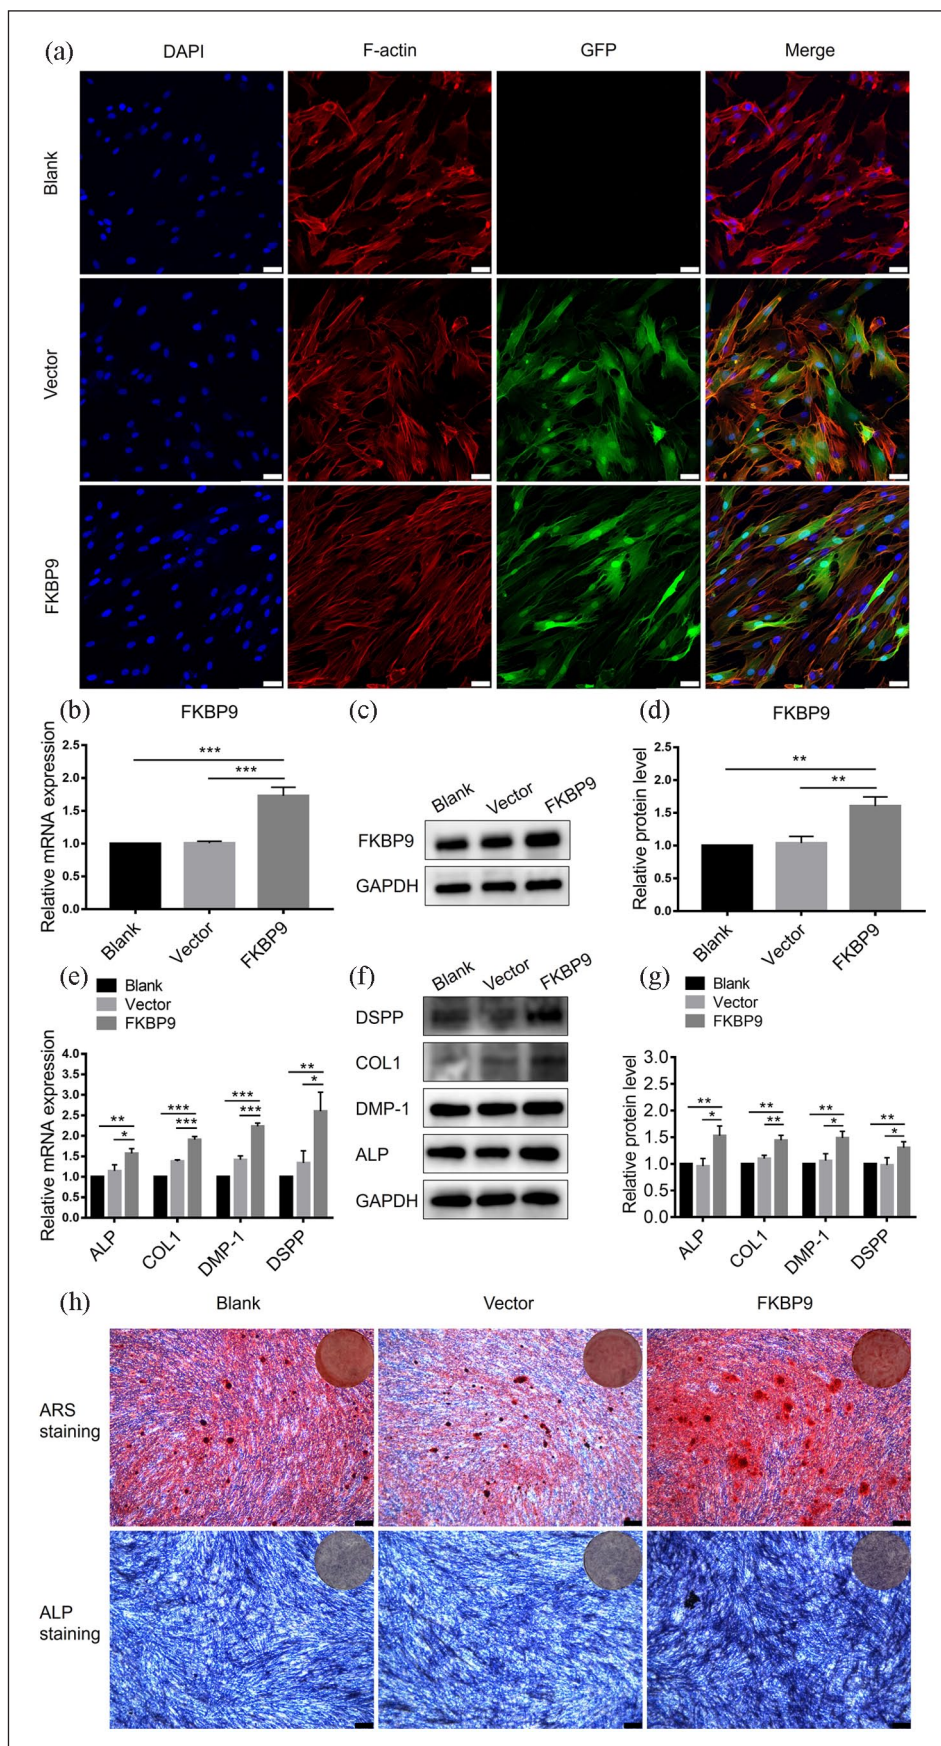 (a)
DAPI
F-actin
GFP
Merge
Blank
Vector
FKBP9
(b)
FKBP9
Relative mRNA expression
2.5
2.0
1.5
1.0
0.5
0.0
***
***
Blank
Vector
FKBP9
(c)
Blank
Vector
FKBP9
FKBP9
GAPDH
(d)
FKBP9
Relative protein level
2.5
2.0
1.5
1.0
0.5
0.0
**
**
Blank
Vector
FKBP9
(e)
Blank
Vector
FKBP9
Relative mRNA expression
4.0
3.5
3.0
2.5
2.0
1.5
1.0
0.5
0.0
**
*
***
***
***
***
**
*
ALP
COL1
DMP-1
DSPP
(f)
Blank
Vector
FKBP9
DSPP
COL1
DMP-1
ALP
GAPDH
(g)
Blank
Vector
FKBP9
Relative protein level
3.0
2.5
2.0
1.5
1.0
0.5
0.0
**
*
**
**
**
*
**
*
ALP
COL1
DMP-1
DSPP
(h)
Blank
Vector
FKBP9
ARS
staining
ALP
staining